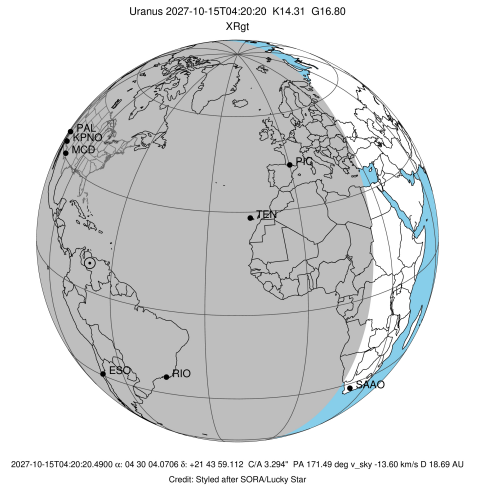 Uranus 2027-10-15T04:20:20 K14.31 G16.80
XRgt
PAL
KPNO
MCD
PIC
TEN
ESO
RIO
SAAO
2027-10-15T04:20:20.4900 α: 04 30 04.0706 δ: +21 43 59.112 C/A 3.294" PA 171.49 deg v_sky -13.60 km/s D 18.69 AU
Credit: Styled after SORA/Lucky Star